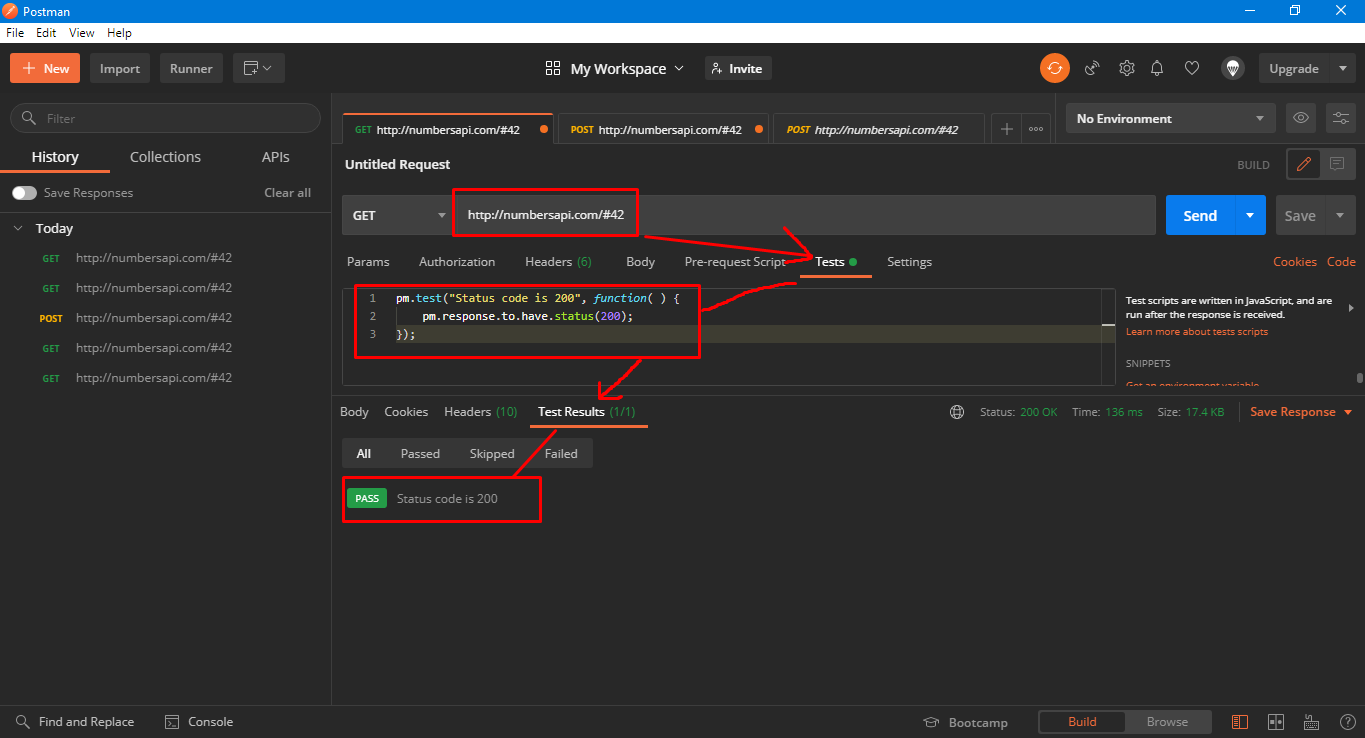 Postman
File Edit View Help
New Import Runner My Workspace Invite Upgrade
Filter
History Collections APIs
Save Responses Clear all
Today
GET http://numbersapi.com/#42
GET http://numbersapi.com/#42
POST http://numbersapi.com/#42
GET http://numbersapi.com/#42
GET http://numbersapi.com/#42
GET http://numbersapi.com/#42 POST http://numbersapi.com/#42 POST http://numbersapi.com/#42 No Environment
Untitled Request BUILD
GET http://numbersapi.com/#42 Send Save
Params Authorization Headers (6) Body Pre-request Script Tests Settings Cookies Code
1 pm.test("Status code is 200", function( ) {
2 pm.response.to.have.status(200);
3 });
Test scripts are written in JavaScript, and are
run after the response is received.
Learn more about tests scripts
SNIPPETS
Get an environment variable
Body Cookies Headers (10) Test Results (1/1) Status: 200 OK Time: 136 ms Size: 17.4 KB Save Response
All Passed Skipped Failed
PASS Status code is 200
Find and Replace Console Bootcamp Build Browse